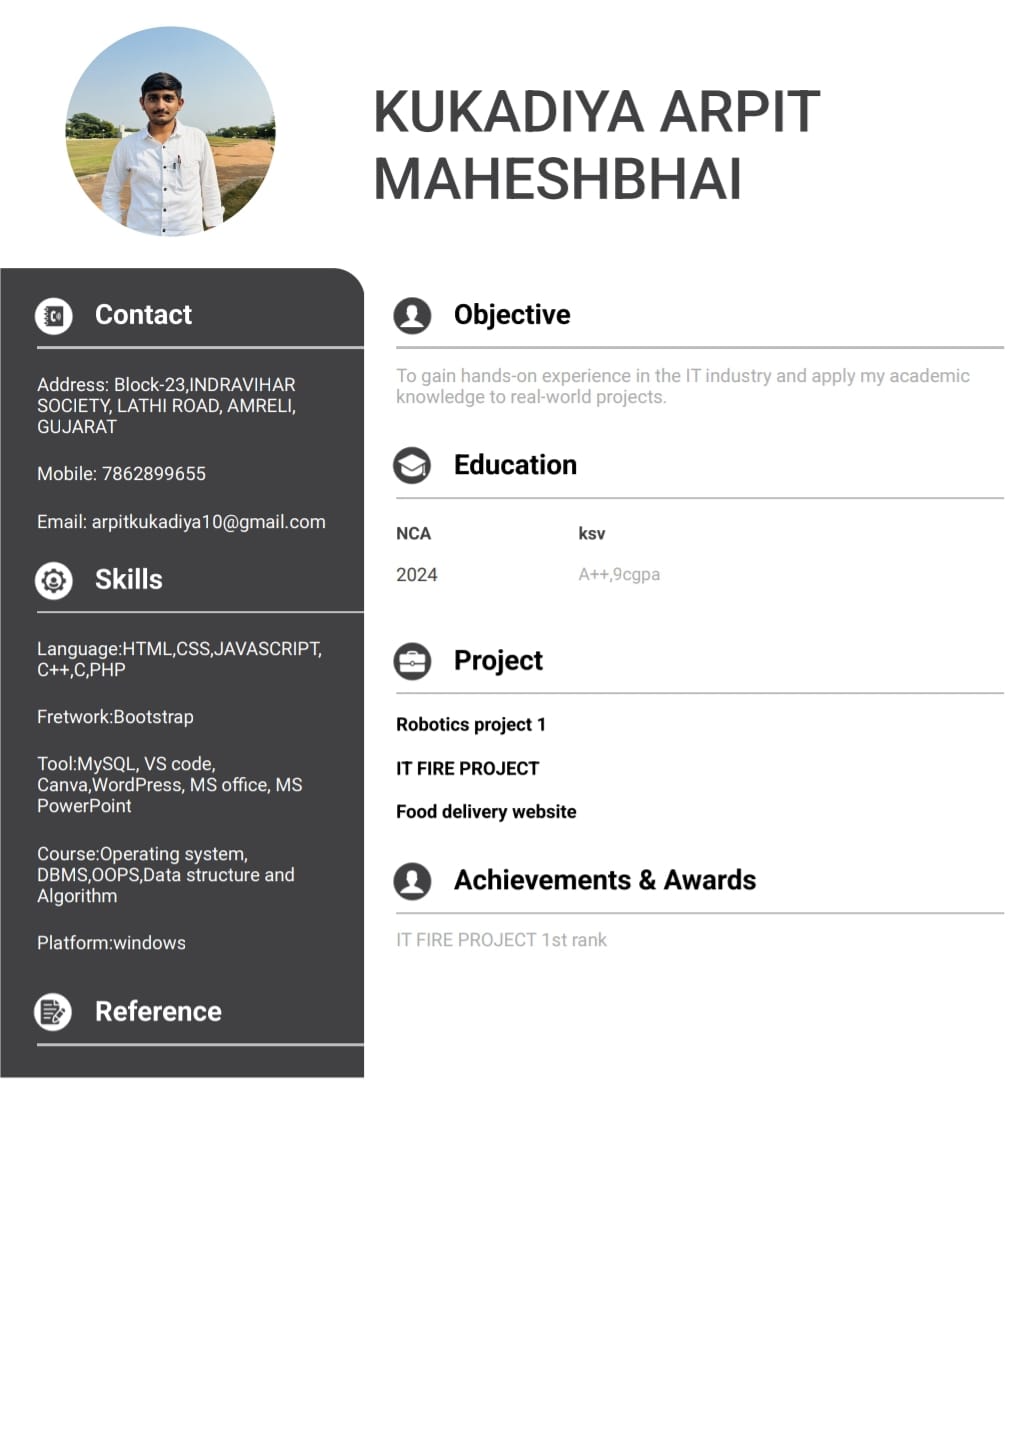 KUKADIYA ARPIT
MAHESHBHAI
Contact
Address: Block-23,INDRAVIHAR
SOCIETY, LATHI ROAD, AMRELI,
GUJARAT
Mobile: 7862899655
Email: arpitkukadiya10@gmail.com
Skills
Language:HTML,CSS,JAVASCRIPT,
C++,C,PHP
Fretwork:Bootstrap
Tool:MySQL, VS code,
Canva,WordPress, MS office, MS
PowerPoint
Course:Operating system,
DBMS,OOPS,Data structure and
Algorithm
Platform:windows
Reference
Objective
To gain hands-on experience in the IT industry and apply my academic
knowledge to real-world projects.
Education
NCA ksv
2024 A++,9cgpa
Project
Robotics project 1
IT FIRE PROJECT
Food delivery website
Achievements & Awards
IT FIRE PROJECT 1st rank